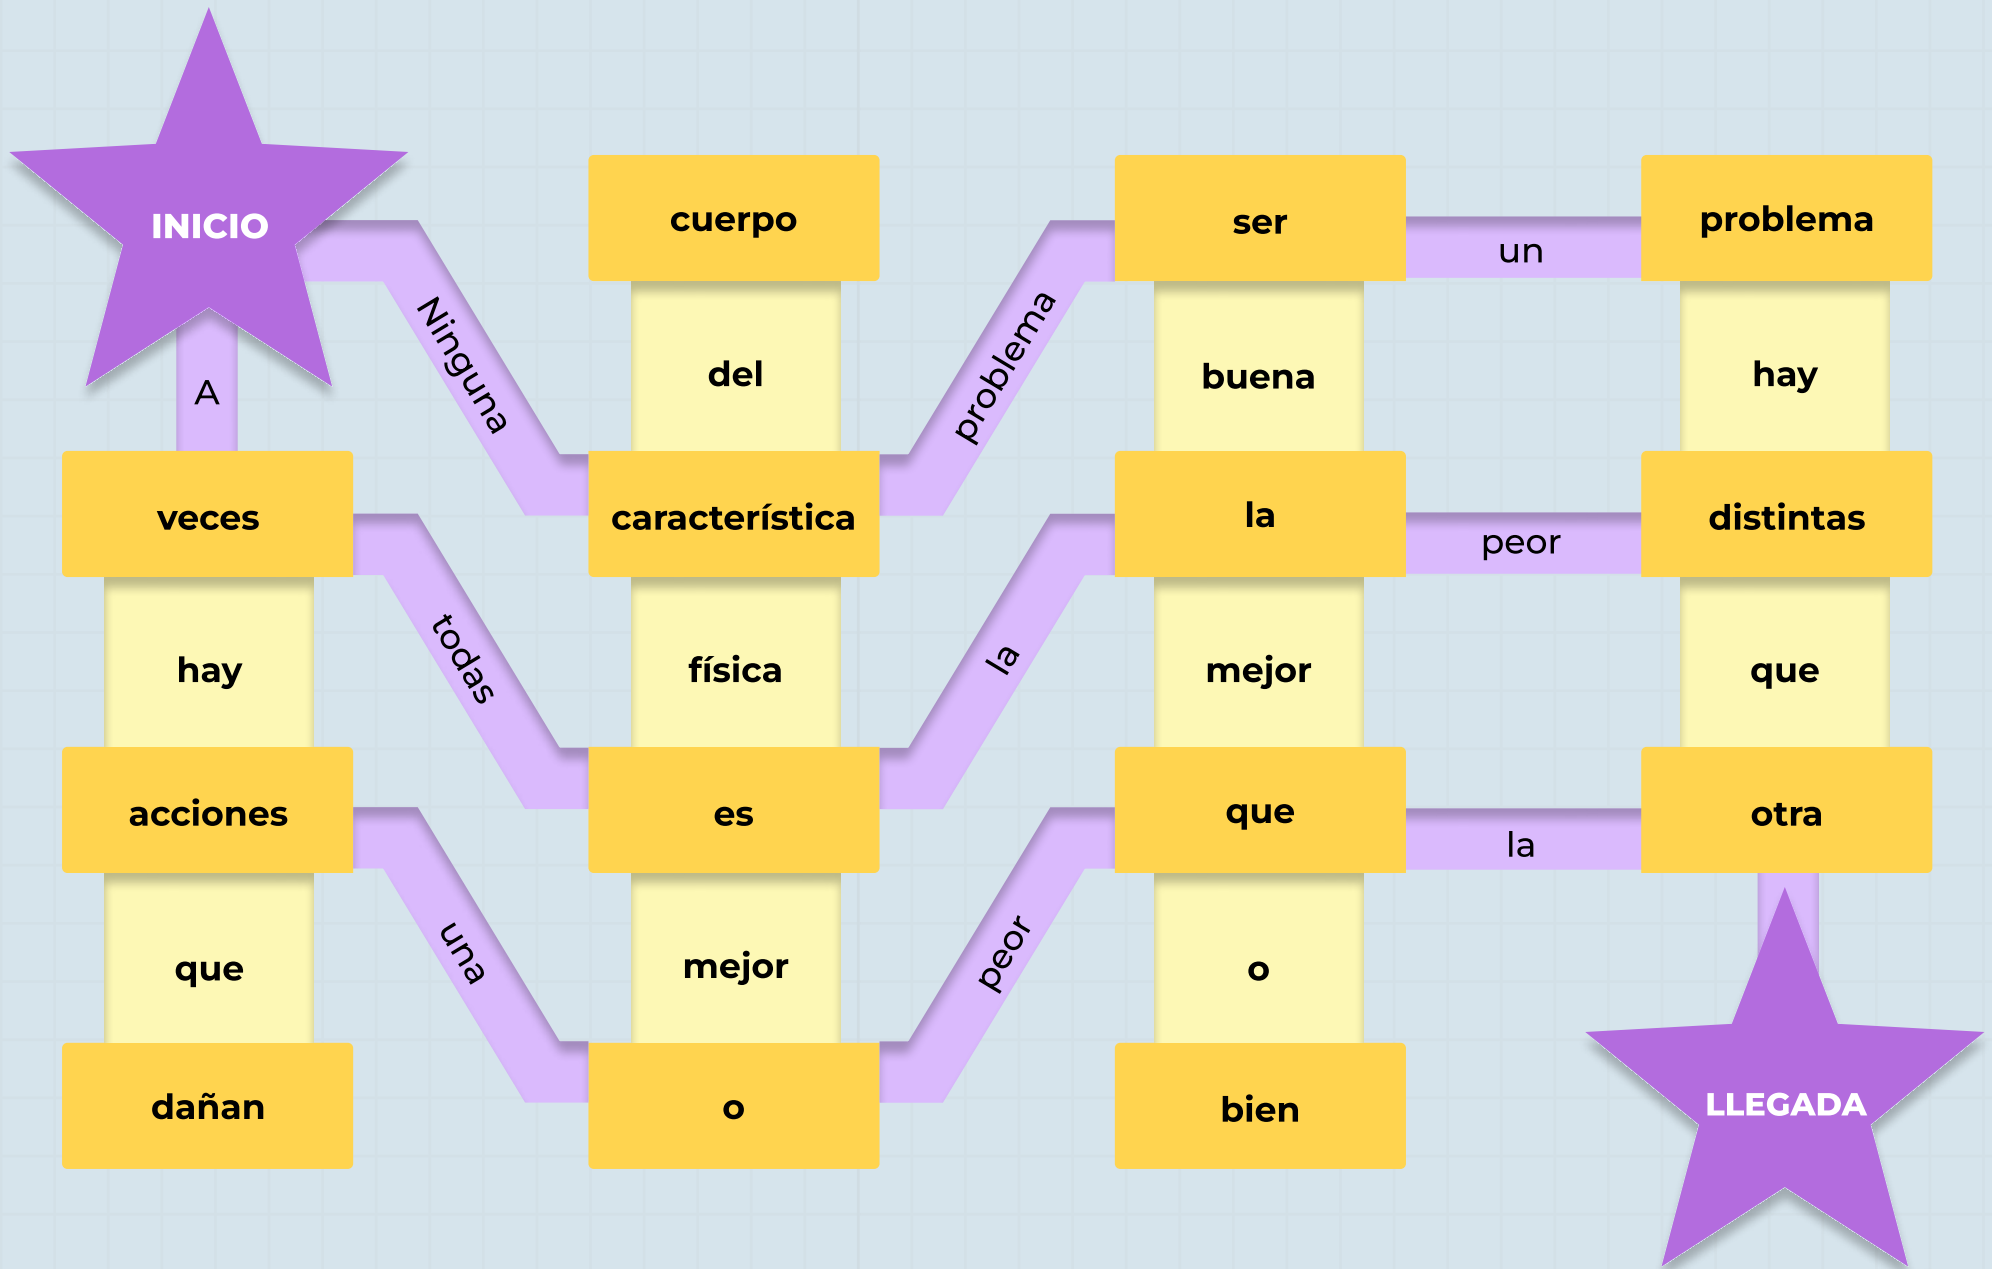 INICIO
A
Ninguna
veces
todas
hay
acciones
una
que
dañan
cuerpo
del
característica
problema
física
es
la
mejor
o
peor
ser
un
buena
la
peor
mejor
que
la
o
bien
problema
hay
distintas
que
otra
LLEGADA